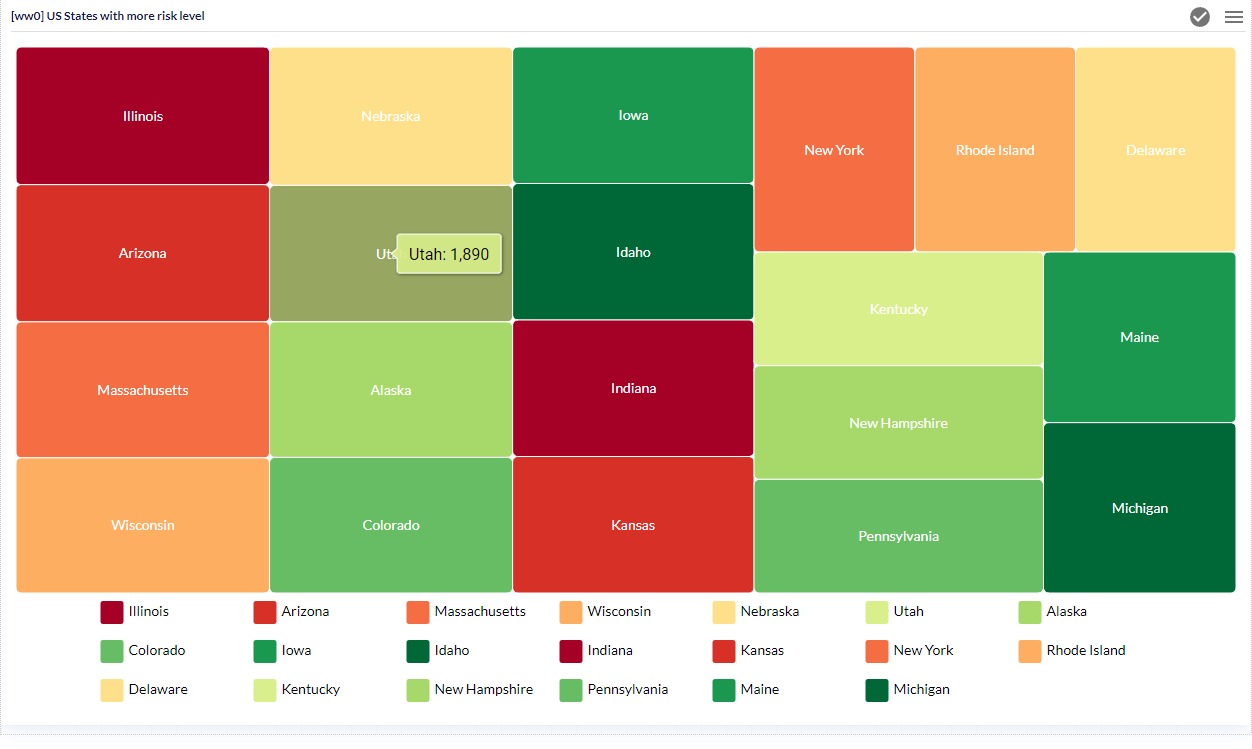 [ww0] US States with more risk level
Illinois
Nebraska
Iowa
New York
Rhode Island
Delaware
Arizona
Utah: 1,890
Idaho
Kentucky
Maine
Massachusetts
Alaska
Indiana
New Hampshire
Wisconsin
Colorado
Kansas
Pennsylvania
Michigan
Illinois Arizona Massachusetts Wisconsin Nebraska Utah Alaska
Colorado Iowa Idaho Indiana Kansas New York Rhode Island
Delaware Kentucky New Hampshire Pennsylvania Maine Michigan